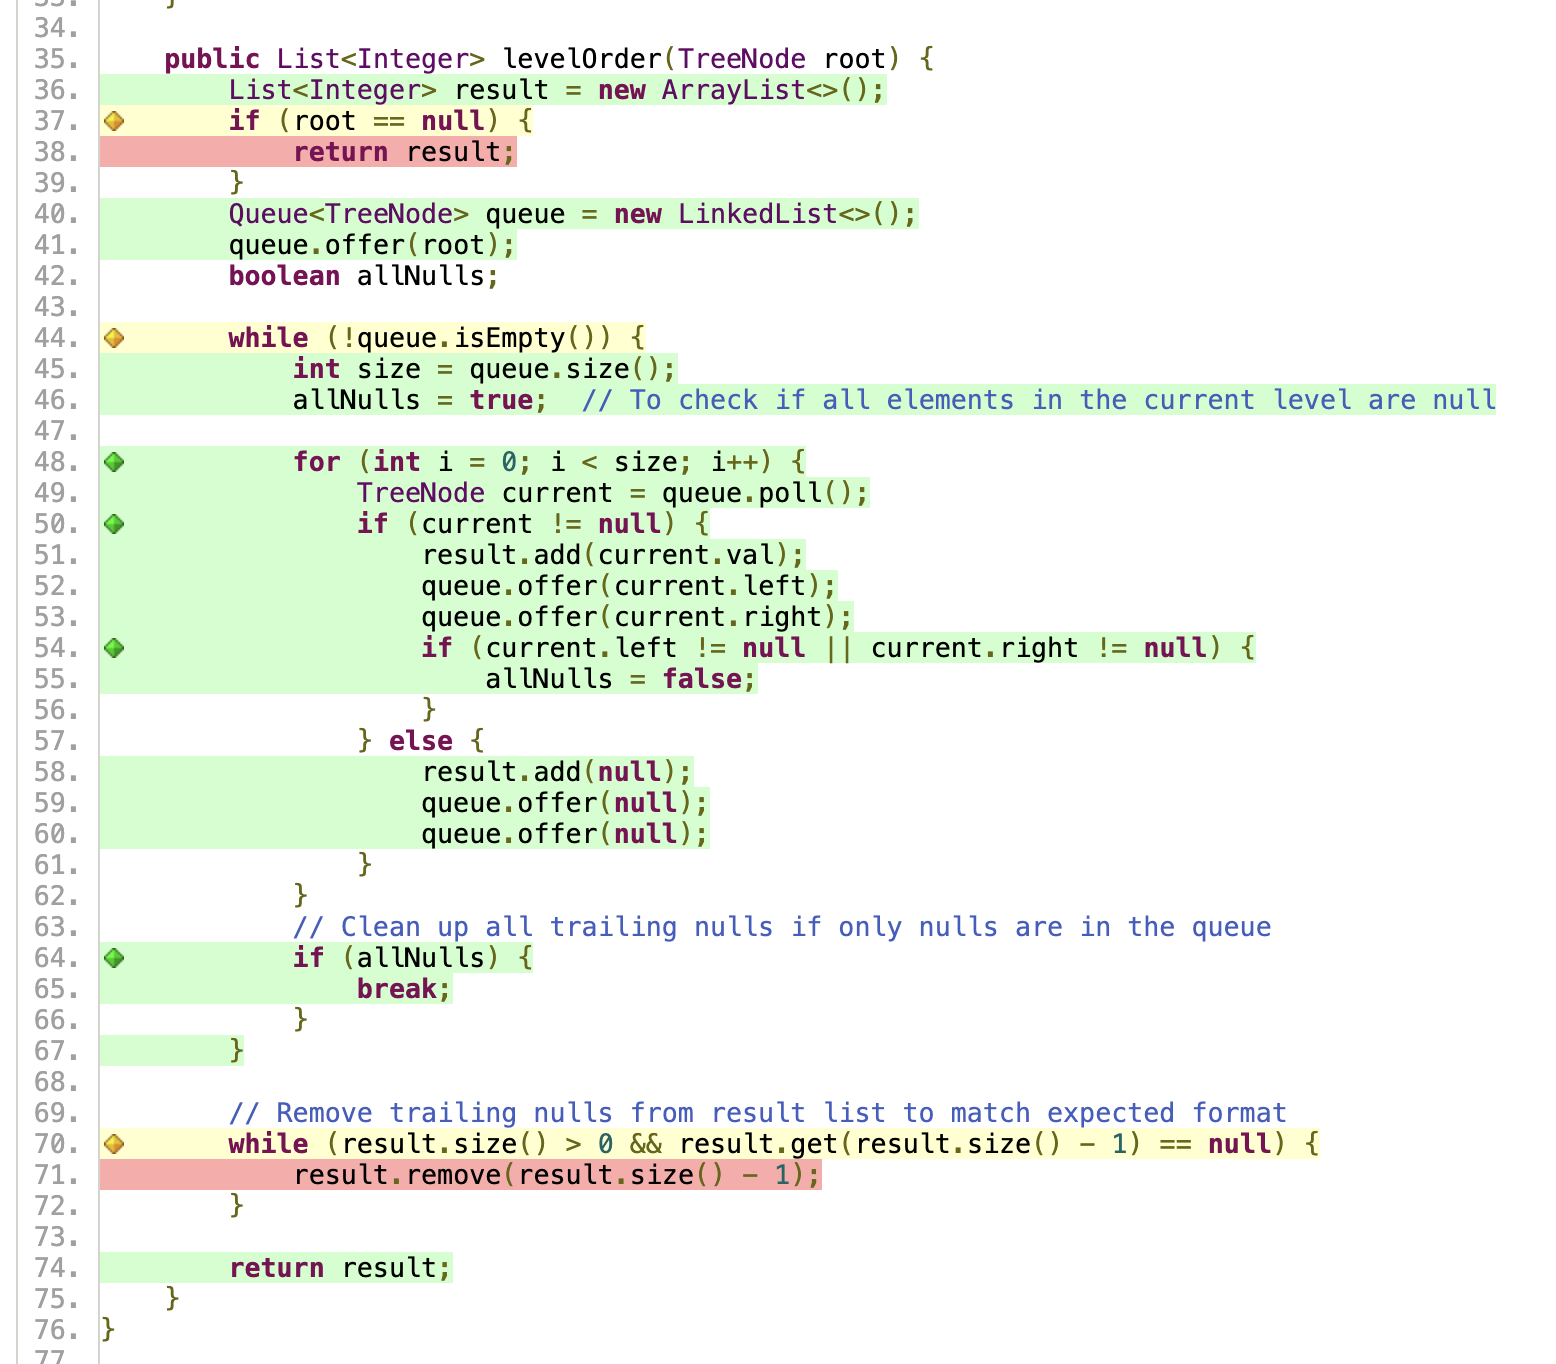 33.    }
34.
35.    public List<Integer> levelOrder(TreeNode root) {
36.        List<Integer> result = new ArrayList<>();
37.        if (root == null) {
38.            return result;
39.        }
40.        Queue<TreeNode> queue = new LinkedList<>();
41.        queue.offer(root);
42.        boolean allNulls;
43.
44.        while (!queue.isEmpty()) {
45.            int size = queue.size();
46.            allNulls = true;  // To check if all elements in the current level are null
47.
48.            for (int i = 0; i < size; i++) {
49.                TreeNode current = queue.poll();
50.                if (current != null) {
51.                    result.add(current.val);
52.                    queue.offer(current.left);
53.                    queue.offer(current.right);
54.                    if (current.left != null || current.right != null) {
55.                        allNulls = false;
56.                    }
57.                } else {
58.                    result.add(null);
59.                    queue.offer(null);
60.                    queue.offer(null);
61.                }
62.            }
63.            // Clean up all trailing nulls if only nulls are in the queue
64.            if (allNulls) {
65.                break;
66.            }
67.        }
68.
69.        // Remove trailing nulls from result list to match expected format
70.        while (result.size() > 0 && result.get(result.size() - 1) == null) {
71.            result.remove(result.size() - 1);
72.        }
73.
74.        return result;
75.    }
76. }
77